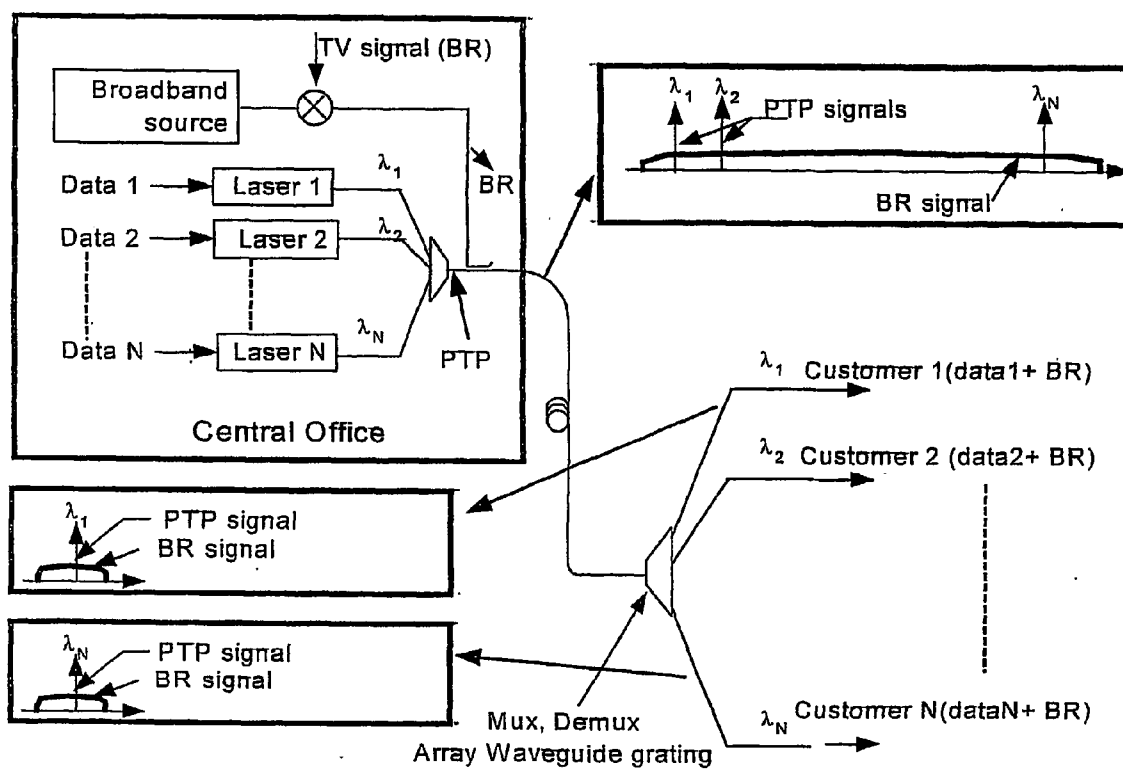 TV signal (BR)
Broadband
source
BR
Data 1
Laser 1
λ1
Data 2
Laser 2
λ2
Data N
Laser N
λN
PTP
Central Office
λ1
λ2
λN
PTP signals
BR signal
λ1
Customer 1(data1+ BR)
λ2
Customer 2 (data2+ BR)
λ1
PTP signal
BR signal
λN
PTP signal
BR signal
λN
Customer N(dataN+ BR)
Mux, Demux
Array Waveguide grating